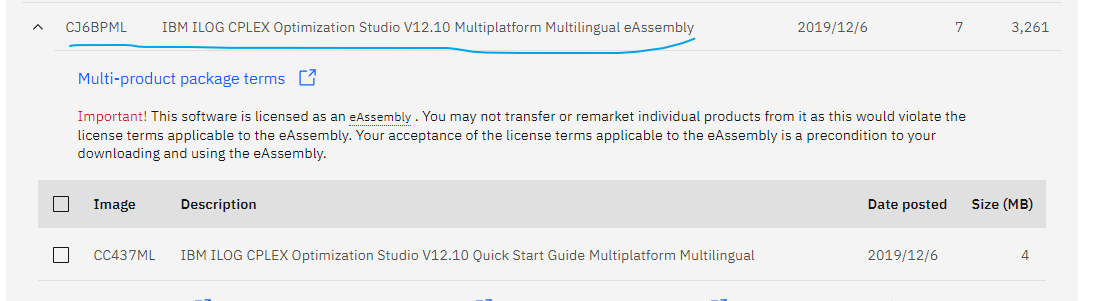 CJ6BPML IBM ILOG CPLEX Optimization Studio V12.10 Multiplatform Multilingual eAssembly 2019/12/6 7 3,261
Multi-product package terms
Important! This software is licensed as an eAssembly . You may not transfer or remarket individual products from it as this would violate the
license terms applicable to the eAssembly. Your acceptance of the license terms applicable to the eAssembly is a precondition to your
downloading and using the eAssembly.
Image Description Date posted Size (MB)
CC437ML IBM ILOG CPLEX Optimization Studio V12.10 Quick Start Guide Multiplatform Multilingual 2019/12/6 4